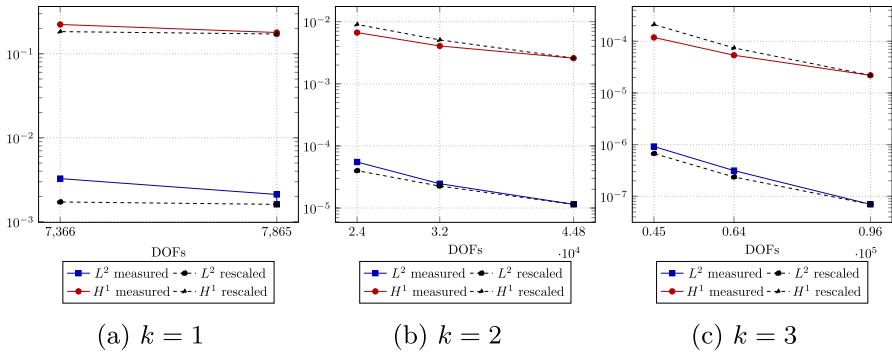 10^{-1}
10^{-2}
10^{-3}
7,366
7,865
DOFs
L^2 measured
L^2 rescaled
H^1 measured
H^1 rescaled
(a) k = 1
10^{-2}
10^{-3}
10^{-4}
10^{-5}
2.4
3.2
4.48
DOFs
·10^4
L^2 measured
L^2 rescaled
H^1 measured
H^1 rescaled
(b) k = 2
10^{-4}
10^{-5}
10^{-6}
10^{-7}
0.45
0.64
0.96
DOFs
·10^5
L^2 measured
L^2 rescaled
H^1 measured
H^1 rescaled
(c) k = 3